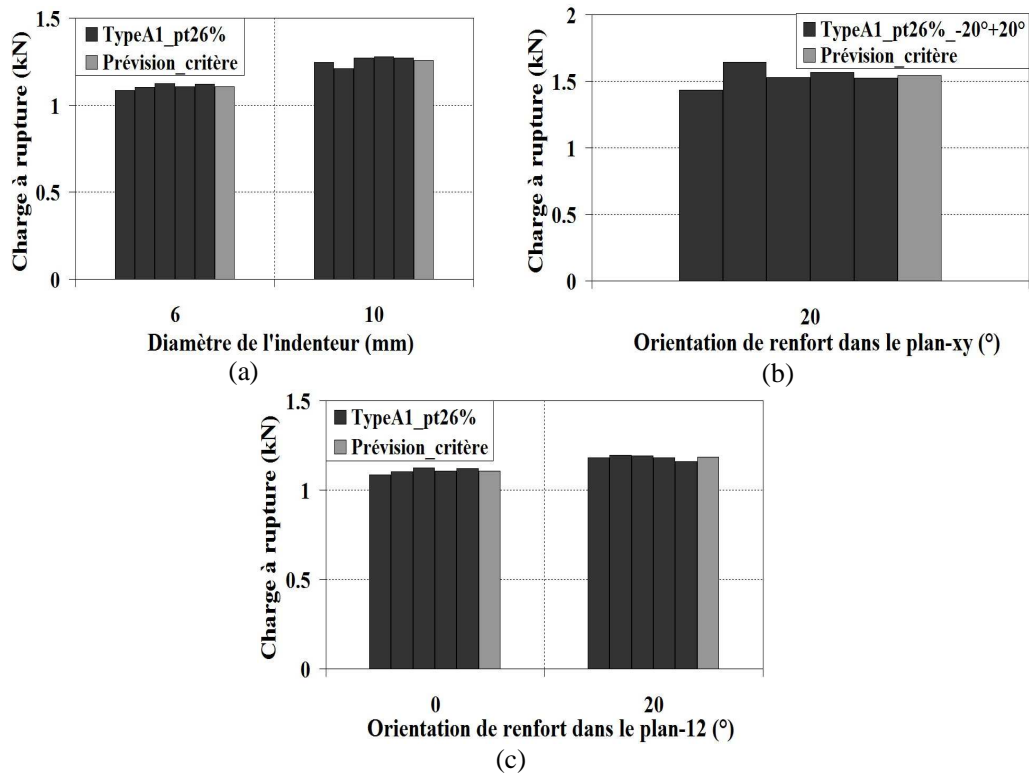 1.5
TypeA1_pt26%
Prévision_critère
1
0.5
0
Charge à rupture (kN)
6
10
Diamètre de l'indenteur (mm)
(a)
2
TypeA1_pt26%_-20°+20°
Prévision_critère
1.5
1
0.5
0
Charge à rupture (kN)
20
Orientation de renfort dans le plan-xy (°)
(b)
1.5
TypeA1_pt26%
Prévision_critère
1
0.5
0
Charge à rupture (kN)
0
20
Orientation de renfort dans le plan-12 (°)
(c)